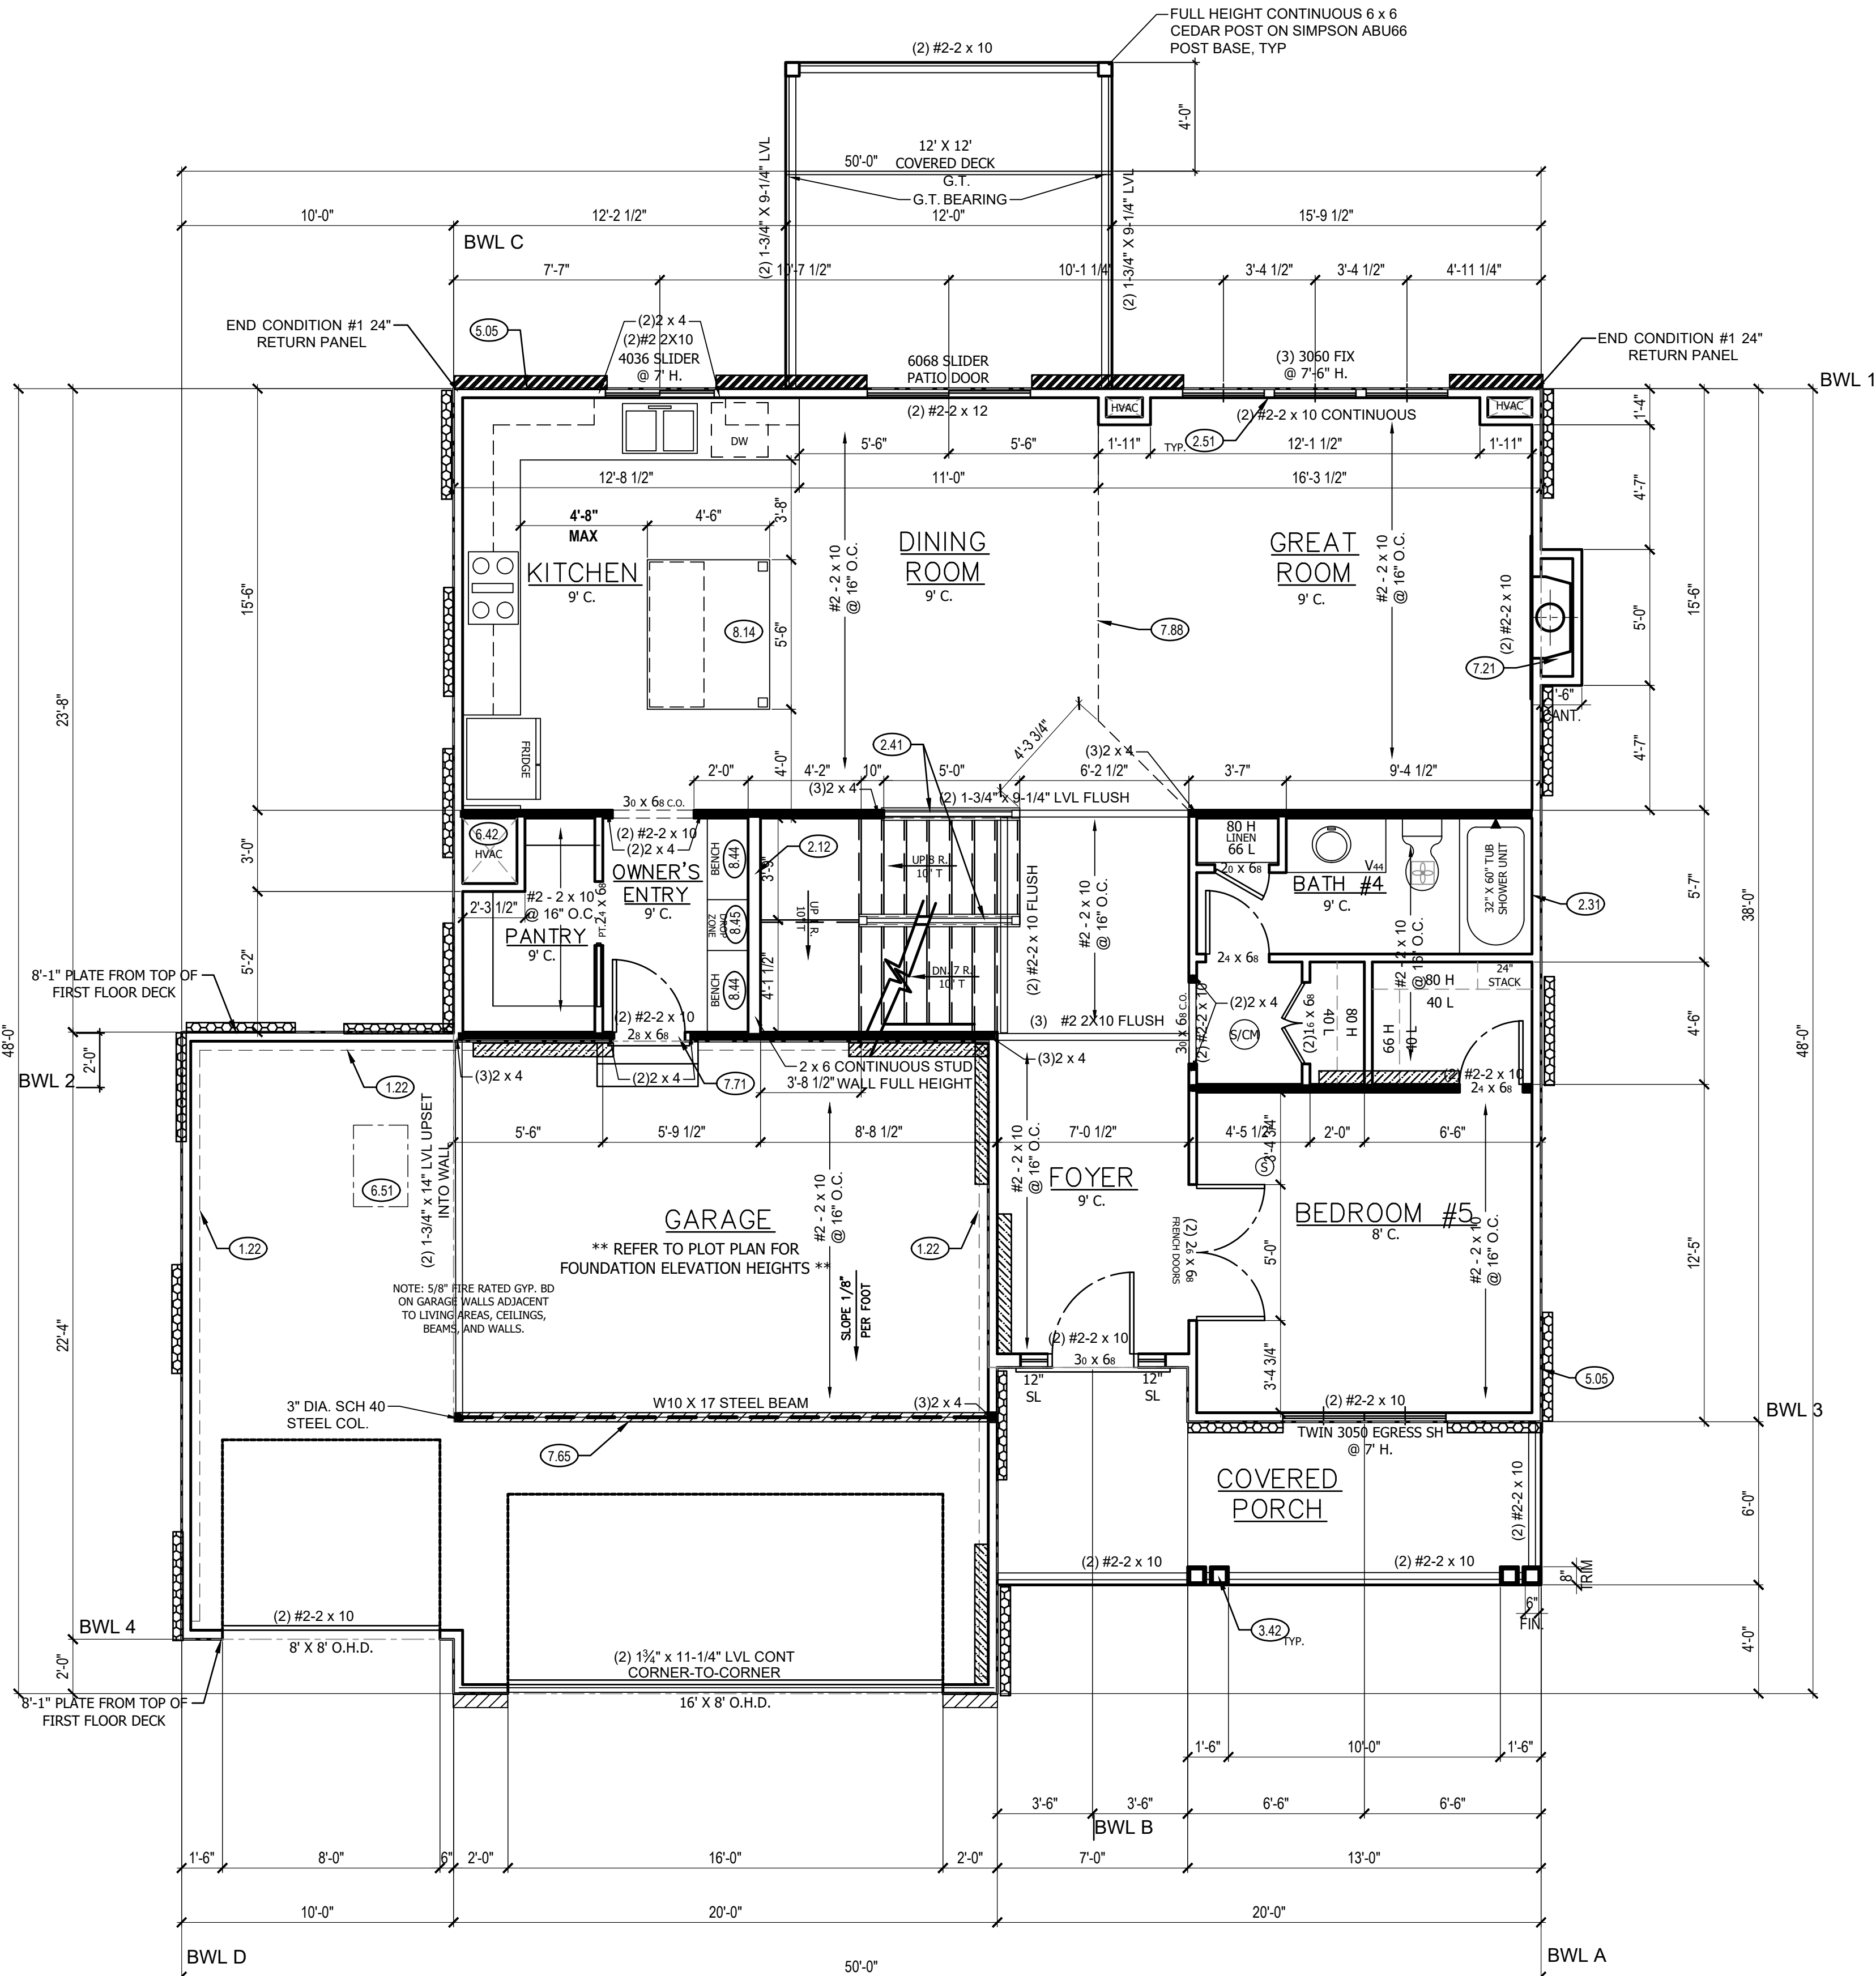 FULL HEIGHT CONTINUOUS 6 x 6
CEDAR POST ON SIMPSON ABU66
POST BASE, TYP
(2) #2-2 x 10
4'-0"
12' X 12'
50'-0" COVERED DECK
G.T.
G.T. BEARING
(2) 1-3/4" X 9-1/4" LVL
(2) 1-3/4" X 9-1/4" LVL
10'-0"
12'-2 1/2"
12'-0"
15'-9 1/2"
BWL C
7'-7"
10'-7 1/2"
10'-1 1/4"
3'-4 1/2"
3'-4 1/2"
4'-11 1/4"
END CONDITION #1 24"
RETURN PANEL
5.05
(2)2 x 4
(2)#2 2X10
4036 SLIDER
@ 7' H.
6068 SLIDER
PATIO DOOR
(3) 3060 FIX
@ 7'-6" H.
END CONDITION #1 24"
RETURN PANEL
BWL 1
(2) #2-2 x 12
HVAC
(2) #2-2 x 10 CONTINUOUS
HVAC
1'-4"
DW
5'-6"
5'-6"
1'-11"
TYP.
2.51
12'-1 1/2"
1'-11"
12'-8 1/2"
11'-0"
16'-3 1/2"
4'-7"
3'-8"
4'-8"
MAX
4'-6"
KITCHEN
9' C.
#2 - 2 x 10
@ 16" O.C.
DINING
ROOM
9' C.
GREAT
ROOM
9' C.
#2 - 2 x 10
@ 16" O.C.
(2) #2-2 x 10
15'-6"
15'-6"
5'-0"
8.14
5'-6"
7.88
7.21
23'-8"
'-6"
CANT.
FRIDGE
4'-0"
2.41
4'-3 3/4"
(3)2 x 4
4'-7"
2'-0"
4'-2"
10"
5'-0"
6'-2 1/2"
3'-7"
9'-4 1/2"
(3)2 x 4
30 x 68 C.O.
(2) 1-3/4" x 9-1/4" LVL FLUSH
6.42
HVAC
(2) #2-2 x 10
(2)2 x 4
BENCH
8.44
2.12
3'-9"
UP 8 R.
10" T
80 H
LINEN
66 L
20 x 68
V44
32" X 60" TUB
SHOWER UNIT
3'-0"
OWNER'S
ENTRY
9' C.
#2 - 2 x 10
@ 16" O.C.
2'-3 1/2"
PT. 24 x 68
DROP
ZONE
8.45
(2) #2-2 x 10 FLUSH
#2 - 2 x 10
@ 16" O.C.
BATH #4
9' C.
2.31
5'-7"
38'-0"
PANTRY
9' C.
5'-2"
4'-1 1/2"
BENCH
8.44
DN. 7 R.
10" T
24 x 68
#2 - 2 x 10
@ 16" O.C.
24"
STACK
8'-1" PLATE FROM TOP OF
FIRST FLOOR DECK
(2)2 x 4
S/CM
(2)16 x 68
40 L
80 H
66 H
40 L
80 H
40 L
4'-6"
(2) #2-2 x 10
28 x 68
(3) #2 2X10 FLUSH
30 x 68 C.O.
(2) #2-2 x 10
48'-0"
48'-0"
BWL 2
2'-0"
1.22
(3)2 x 4
(2)2 x 4
7.71
2 x 6 CONTINUOUS STUD
3'-8 1/2" WALL FULL HEIGHT
(3)2 x 4
(2) #2-2 x 10
24 x 68
5'-6"
5'-9 1/2"
8'-8 1/2"
7'-0 1/2"
4'-5 1/2"
2'-0"
6'-6"
3'-4 3/4"
S
(2) 1-3/4" x 14" LVL UPSET
INTO WALL
6.51
1.22
GARAGE
** REFER TO PLOT PLAN FOR
FOUNDATION ELEVATION HEIGHTS **
#2 - 2 x 10
@ 16" O.C.
1.22
#2 - 2 x 10
@ 16" O.C.
FOYER
9' C.
(2) 26 x 68
FRENCH DOORS
BEDROOM #5
8' C.
#2 - 2 x 10
@ 16" O.C.
5'-0"
12'-5"
NOTE: 5/8" FIRE RATED GYP. BD
ON GARAGE WALLS ADJACENT
TO LIVING AREAS, CEILINGS,
BEAMS, AND WALLS.
SLOPE 1/8"
PER FOOT
22'-4"
(2) #2-2 x 10
30 x 68
12"
SL
12"
SL
3'-4 3/4"
5.05
3" DIA. SCH 40
STEEL COL.
W10 X 17 STEEL BEAM
(3)2 x 4
(2) #2-2 x 10
BWL 3
7.65
TWIN 3050 EGRESS SH
@ 7' H.
COVERED
PORCH
(2) #2-2 x 10
6'-0"
(2) #2-2 x 10
(2) #2-2 x 10
8"
TRIM
6"
FIN.
3.42
TYP.
BWL 4
(2) #2-2 x 10
8' X 8' O.H.D.
2'-0"
(2) 1¾" x 11-1/4" LVL CONT
CORNER-TO-CORNER
16' X 8' O.H.D.
4'-0"
8'-1" PLATE FROM TOP OF
FIRST FLOOR DECK
1'-6"
10'-0"
1'-6"
3'-6"
3'-6"
6'-6"
6'-6"
BWL B
1'-6"
8'-0"
6"
2'-0"
16'-0"
2'-0"
7'-0"
13'-0"
10'-0"
20'-0"
20'-0"
BWL D
50'-0"
BWL A